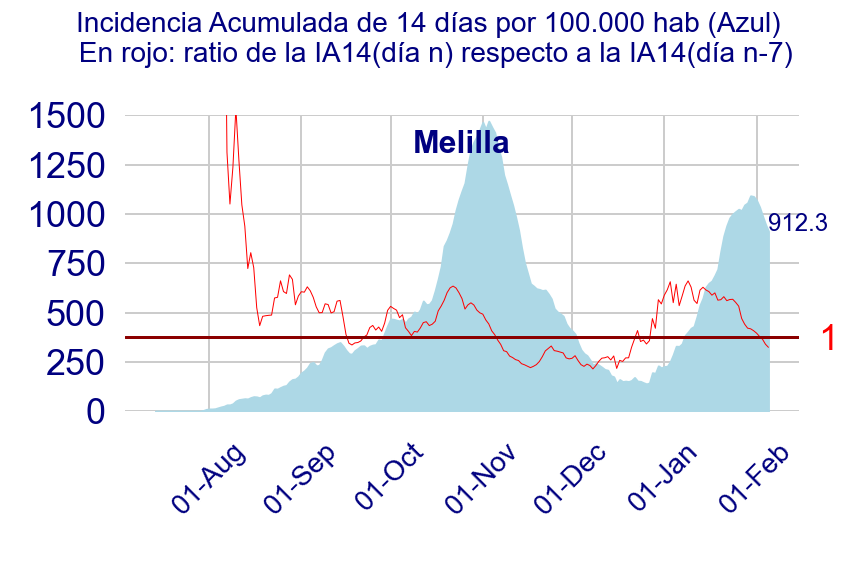 Incidencia Acumulada de 14 días por 100.000 hab (Azul)
En rojo: ratio de la IA14(día n) respecto a la IA14(día n-7)
Melilla
1500
1250
1000
750
500
250
0
912.3
1
01-Aug
01-Sep
01-Oct
01-Nov
01-Dec
01-Jan
01-Feb